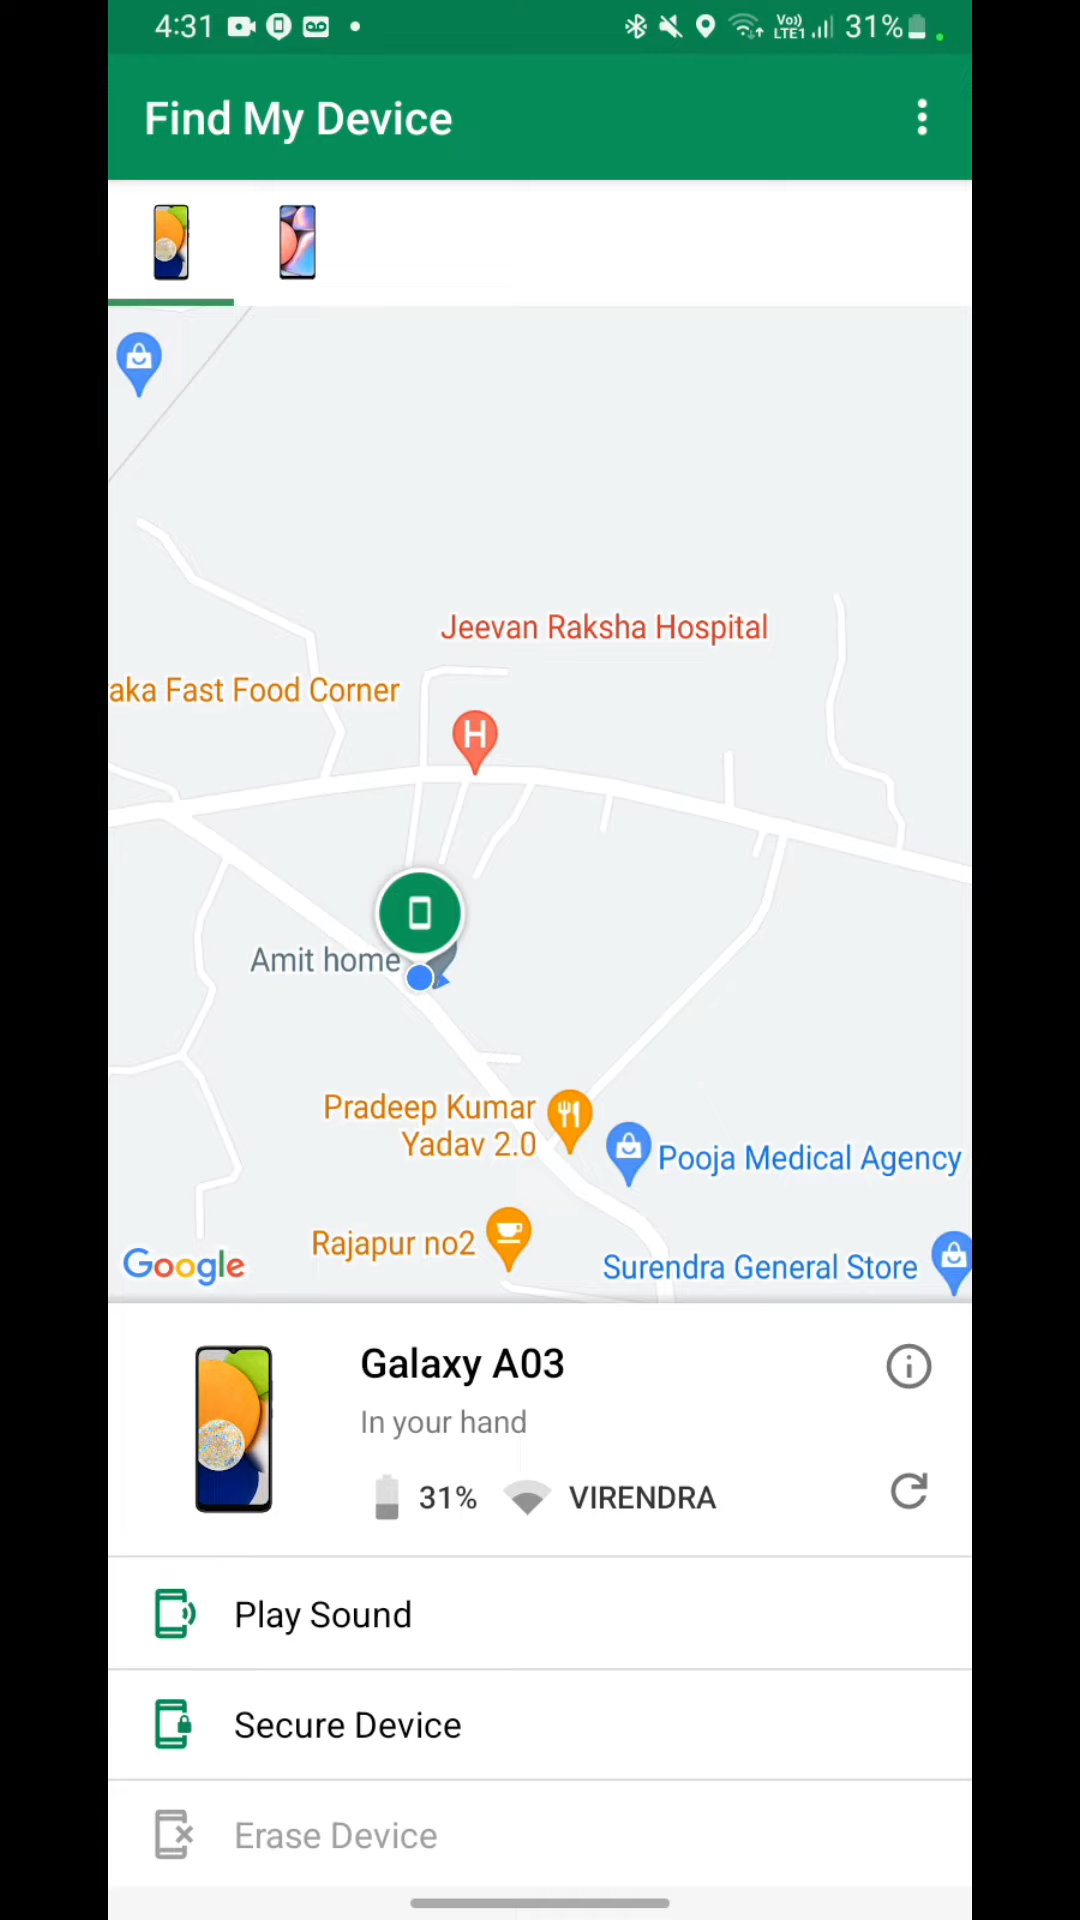 4:31 Vo)) LTE1 31%
Find My Device
Jeevan Raksha Hospital
aka Fast Food Corner
H
Amit home
Pradeep Kumar
Yadav 2.0
Pooja Medical Agency
Rajapur no2
Google
Surendra General Store
Galaxy A03
In your hand
31% VIRENDRA
Play Sound
Secure Device
Erase Device